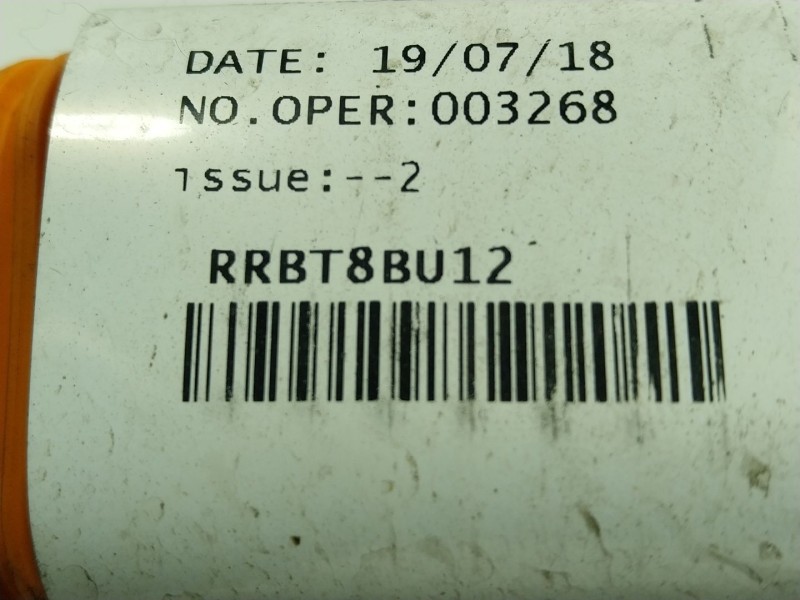 DATE: 19/07/18
NO.OPER:003268
issue:--2
RRBT8BU12